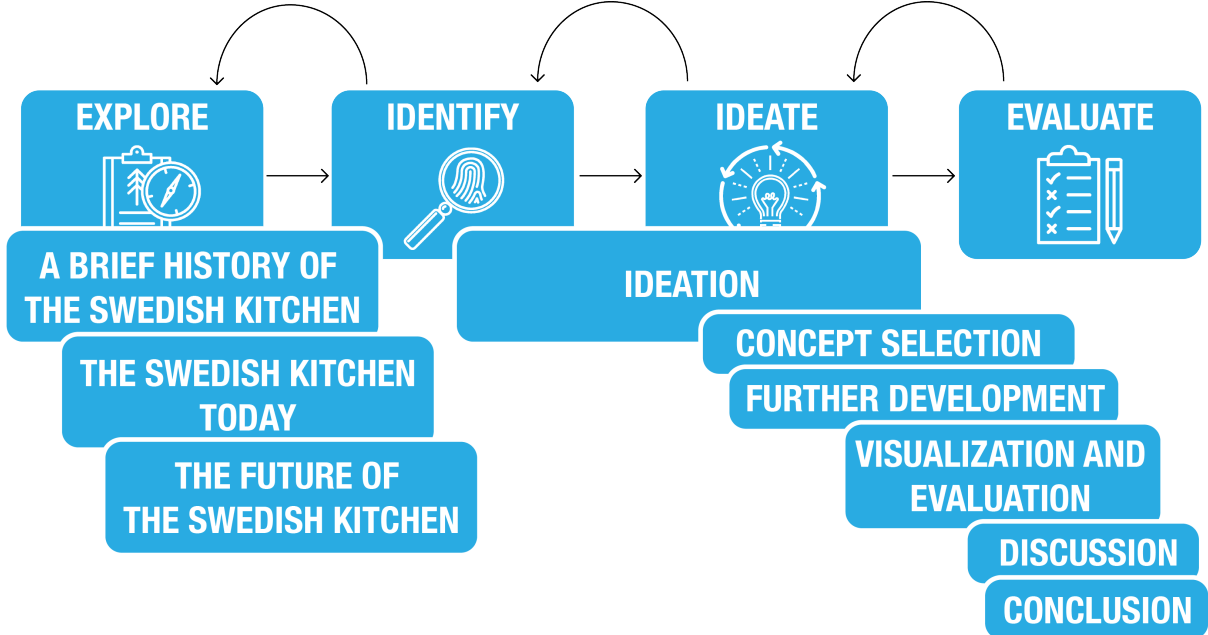 EXPLORE
IDENTIFY
IDEATE
EVALUATE
A BRIEF HISTORY OF
THE SWEDISH KITCHEN
THE SWEDISH KITCHEN
TODAY
THE FUTURE OF
THE SWEDISH KITCHEN
IDEATION
CONCEPT SELECTION
FURTHER DEVELOPMENT
VISUALIZATION AND
EVALUATION
DISCUSSION
CONCLUSION